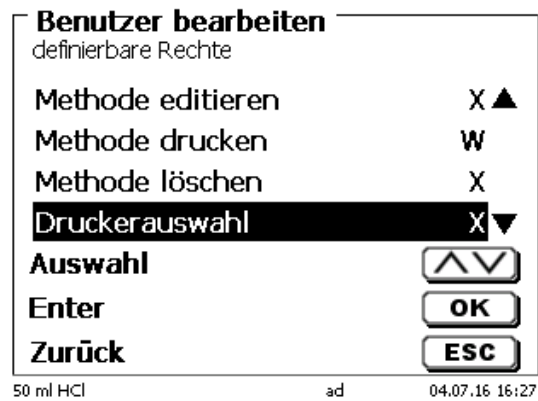 Benutzer bearbeiten
definierbare Rechte
Methode editieren X▲
Methode drucken W
Methode löschen X
Druckerauswahl X▼
Auswahl
Enter OK
Zurück ESC
50 ml HCl ad 04.07.16 16:27